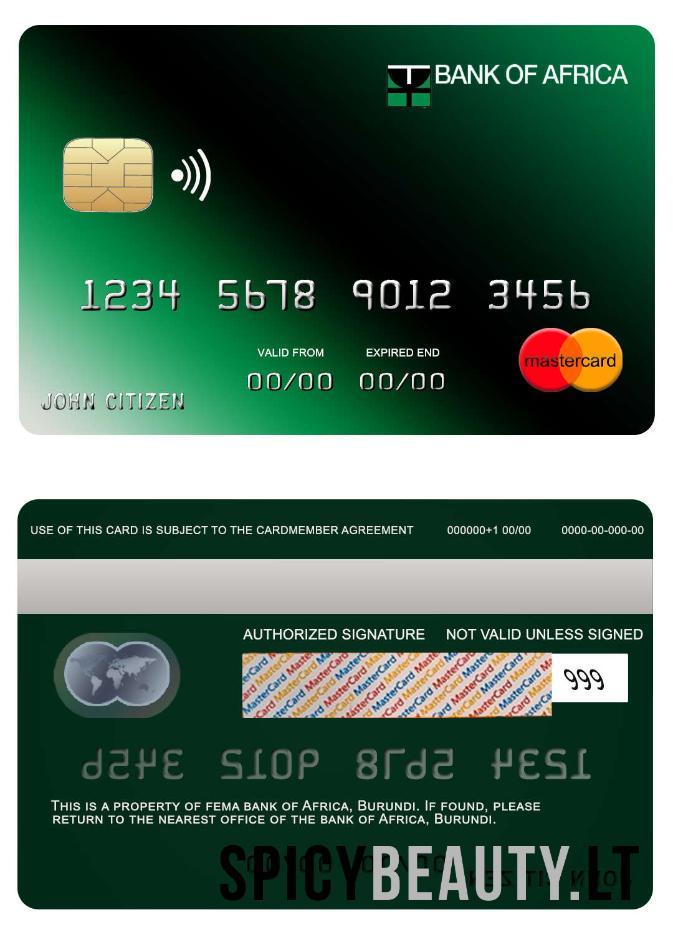 BANK OF AFRICA
1234 5678 9012 3456
VALID FROM EXPIRED END
00/00 00/00
mastercard
JOHN CITIZEN
USE OF THIS CARD IS SUBJECT TO THE CARDMEMBER AGREEMENT 000000+1 00/00 0000-00-000-00
AUTHORIZED SIGNATURE NOT VALID UNLESS SIGNED
MasterCard MasterCard MasterCard MasterCard
999
3456 9012 5678 1234
THIS IS A PROPERTY OF FEMA BANK OF AFRICA, BURUNDI. IF FOUND, PLEASE
RETURN TO THE NEAREST OFFICE OF THE BANK OF AFRICA, BURUNDI.
SPICYBEAUTY.LT